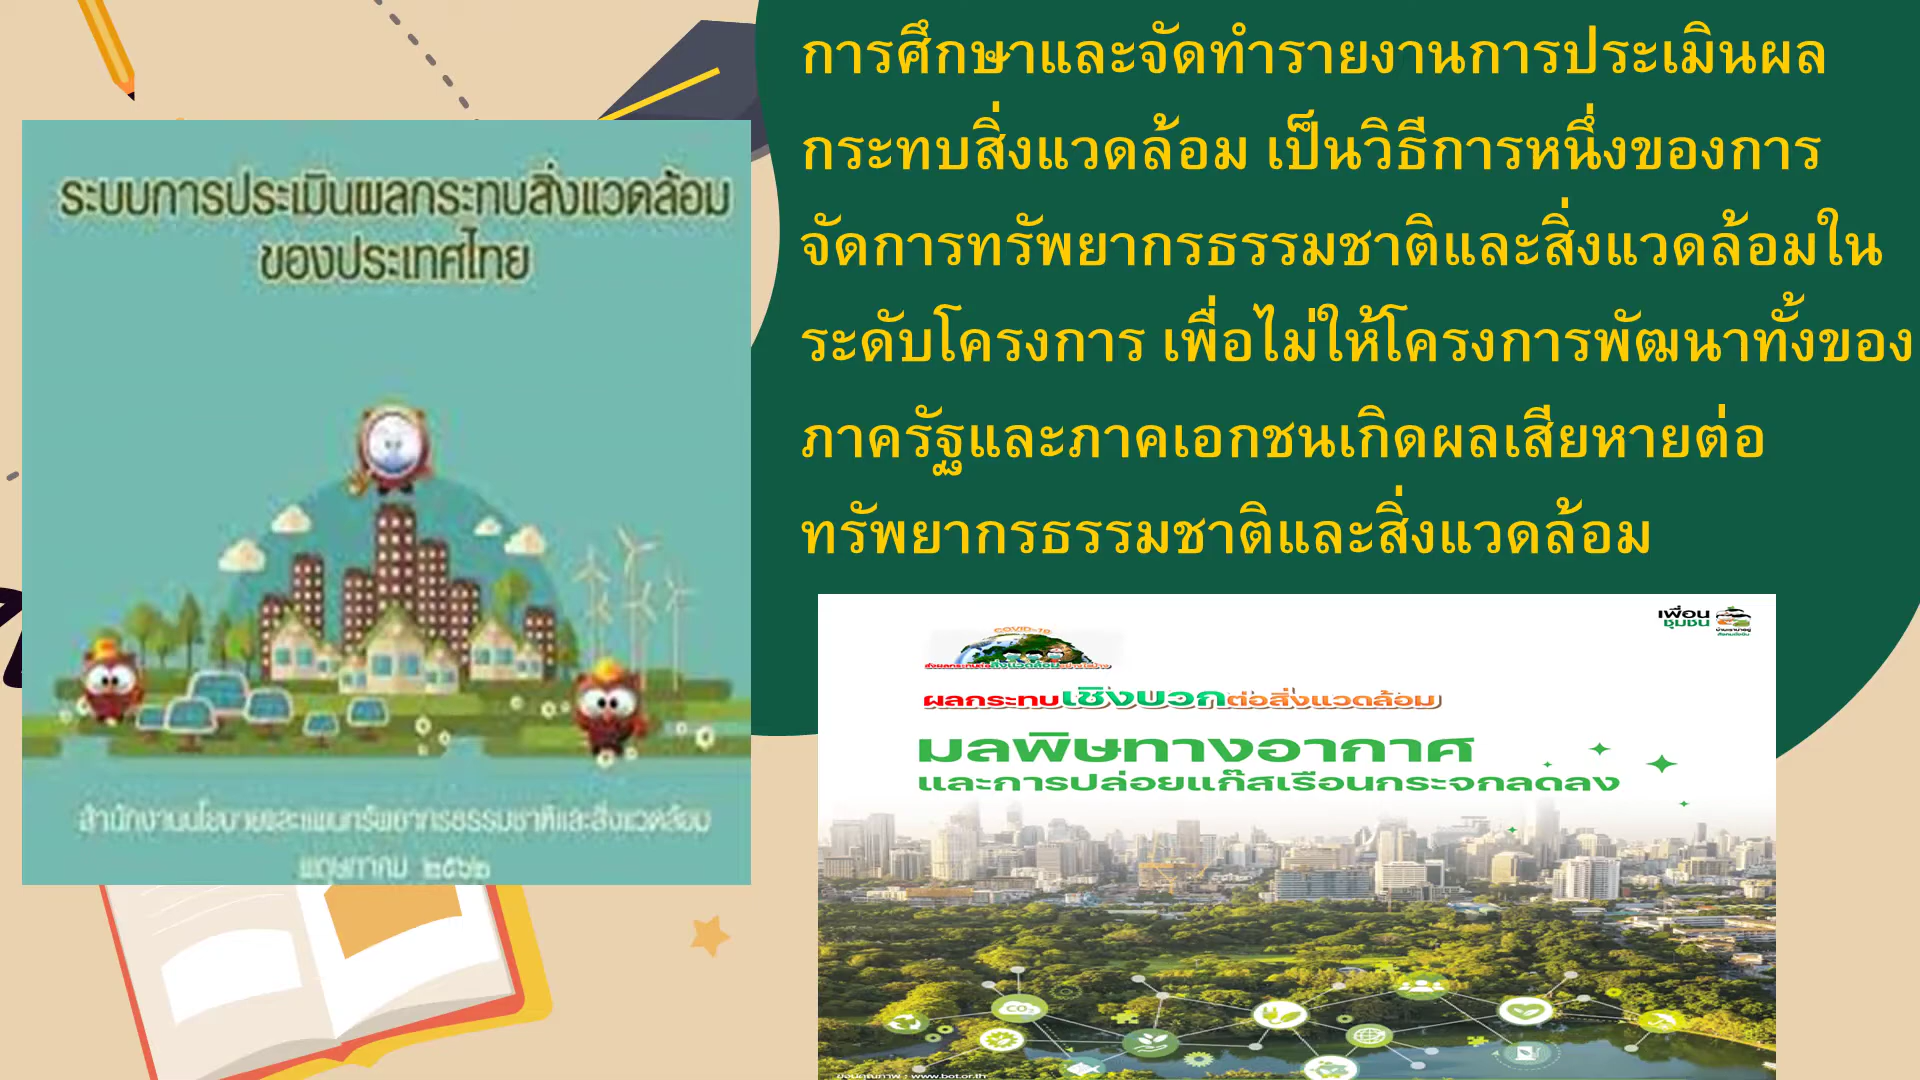 การศึกษาและจัดทำรายงานการประเมินผล
กระทบสิ่งแวดล้อม เป็นวิธีการหนึ่งของการ
จัดการทรัพยากรธรรมชาติและสิ่งแวดล้อมใน
ระดับโครงการ เพื่อไม่ให้โครงการพัฒนาทั้งของ
ภาครัฐและภาคเอกชนเกิดผลเสียหายต่อ
ทรัพยากรธรรมชาติและสิ่งแวดล้อม
ระบบการประเมินผลกระทบสิ่งแวดล้อม
ของประเทศไทย
สำนักงานนโยบายและแผนทรัพยากรธรรมชาติและสิ่งแวดล้อม
พฤษภาคม ๒๕๖๒
เพื่อน
ชุมชน
COVID-19
ผลกระทบเชิงบวกต่อสิ่งแวดล้อม
มลพิษทางอากาศ
และการปล่อยแก๊สเรือนกระจกลดลง
CO2
www.bot.or.th